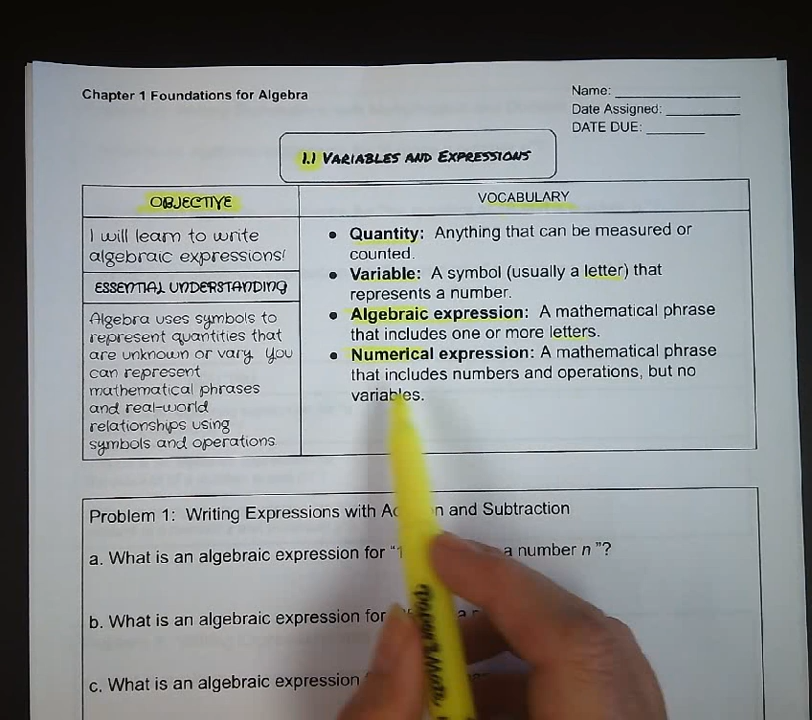 Chapter 1 Foundations for Algebra
Name: ____________
Date Assigned: ____________
DATE DUE: ________
1.1 VARIABLES AND EXPRESSIONS
OBJECTIVE
I will learn to write
algebraic expressions!
ESSENTIAL UNDERSTANDING
Algebra uses symbols to
represent quantities that
are unknown or vary. You
can represent
mathematical phrases
and real-world
relationships using
symbols and operations
VOCABULARY
• Quantity: Anything that can be measured or
counted.
• Variable: A symbol (usually a letter) that
represents a number.
• Algebraic expression: A mathematical phrase
that includes one or more letters.
• Numerical expression: A mathematical phrase
that includes numbers and operations, but no
variables.
Problem 1: Writing Expressions with and Subtraction
a. What is an algebraic expression for " a number n "?
b. What is an algebraic expression for
c. What is an algebraic expression